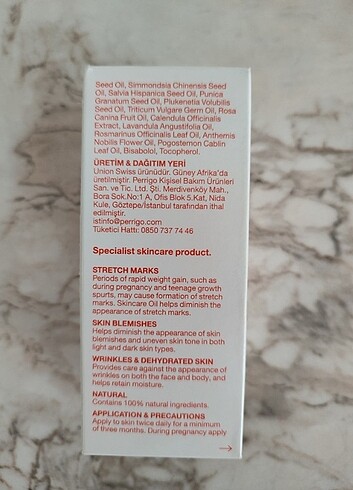 Seed Oil, Simmondsia Chinensis Seed
Oil, Salvia Hispanica Seed Oil, Punica
Granatum Seed Oil, Plukenetia Volubilis
Seed Oil, Triticum Vulgare Germ Oil, Rosa
Canina Fruit Oil, Calendula Officinalis
Extract, Lavandula Angustifolia Oil,
Rosmarinus Officinalis Leaf Oil, Anthemis
Nobilis Flower Oil, Pogostemon Cablin
Leaf Oil, Bisabolol, Tocopherol.
ÜRETİM & DAĞITIM YERİ
Union Swiss ürünüdür. Güney Afrika'da
üretilmiştir. Perrigo Kişisel Bakım Ürünleri
San. ve Tic. Ltd. Şti. Merdivenköy Mah.,
Bora Sok.No:1 A, Ofis Blok 5.Kat, Nida
Kule, Göztepe/İstanbul tarafından ithal
edilmiştir.
istinfo@perrigo.com
Tüketici Hattı: 0850 737 74 46
Specialist skincare product.
STRETCH MARKS
Periods of rapid weight gain, such as
during pregnancy and teenage growth
spurts, may cause formation of stretch
marks. Skincare Oil helps diminish the
appearance of stretch marks.
SKIN BLEMISHES
Helps diminish the appearance of skin
blemishes and uneven skin tone in both
light and dark skin types.
WRINKLES & DEHYDRATED SKIN
Provides care against the appearance of
wrinkles on both the face and body, and
helps retain moisture.
NATURAL
Contains 100% natural ingredients.
APPLICATION & PRECAUTIONS
Apply to skin twice daily for a minimum
of three months. During pregnancy apply